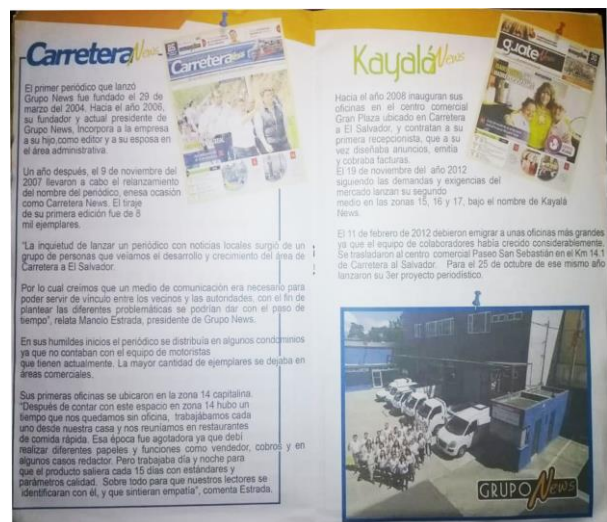 Carretera News
El primer periódico que lanzó
Grupo News fue fundado el 29 de
marzo del 2004. Hacia el año 2006,
su fundador y actual presidente de
Grupo News, Incorpora a la empresa
a su hijo como editor y a su esposa en
el área administrativa.
Un año después, el 9 de noviembre del
2007 llevaron a cabo el relanzamiento
del nombre del periódico, enesa ocasión
como Carretera News. El tiraje
de su primera edición fue de 8
mil ejemplares.
"La inquietud de lanzar un periódico con noticias locales surgió de un
grupo de personas que veíamos el desarrollo y crecimiento del área de
Carretera a El Salvador.
Por lo cual creimos que un medio de comunicación era necesario para
poder servir de vínculo entre los vecinos y las autoridades, con el fin de
plantear las diferentes problemáticas se podrían dar con el paso de
tiempo", relata Mancio Estrada, presidente de Grupo News.
En sus humildes inicios el periódico se distribuía en algunos condominios
ya que no contaban con el equipo de motoristas
que tienen actualmente. La mayor cantidad de ejemplares se dejaba en
áreas comerciales.
Sus primeras oficinas se ubicaron en la zona 14 capitalina.
"Después de contar con este espacio en zona 14 hubo un
tiempo que nos quedamos sin oficina, trabajábamos cada
uno desde nuestra casa y nos reuníamos en restaurantes
de comida rápida. Esa época fue agotadora ya que debí
realizar diferentes papeles y funciones como vendedor, cobros y en
algunos casos redactor. Pero trabajaba día y noche para
que el producto saliera cada 15 días con estándares y
parámetros calidad. Sobre todo para que nuestros lectores se
identificaran con él, y que sintieran empatía", comenta Estrada.
Carretera
Kayalá News
Hacia el año 2008 inauguran sus
oficinas en el centro comercial
Gran Plaza ubicado en Carretera
a El Salvador, y contratan a su
primera recepcionista, que a su
vez diseñaba anuncios, emitía
y cobraba facturas.
El 19 de noviembre del año 2012
siguiendo las demandas y exigencias del
mercado lanzan su segundo
medio en las zonas 15, 16 y 17, bajo el nombre de Kayalá
News.
El 11 de febrero de 2012 debieron emigrar a unas oficinas más grandes
ya que el equipo de colaboradores había crecido considerablemente.
Se trasladaron al centro comercial Paseo San Sebastián en el Km 14.1
de Carretera al Salvador. Para el 25 de octubre de ese mismo año
lanzaron su 3er proyecto periodístico.
guate
GRUPO News